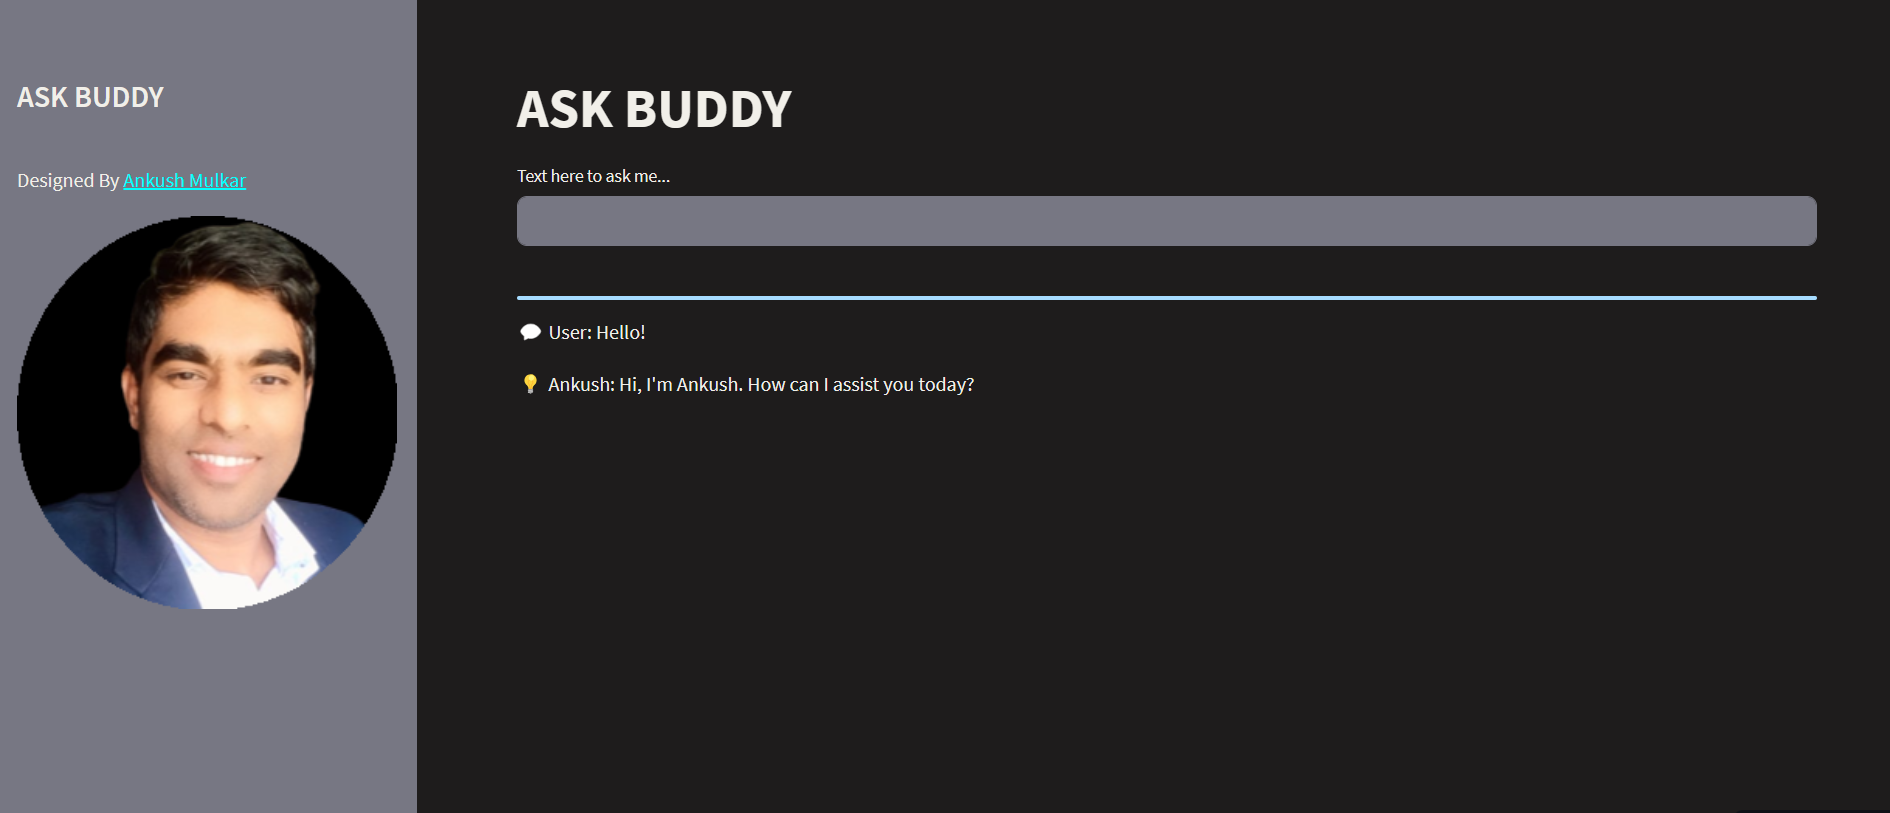 ASK BUDDY
Designed By Ankush Mulkar
ASK BUDDY
Text here to ask me...
User: Hello!
Ankush: Hi, I'm Ankush. How can I assist you today?